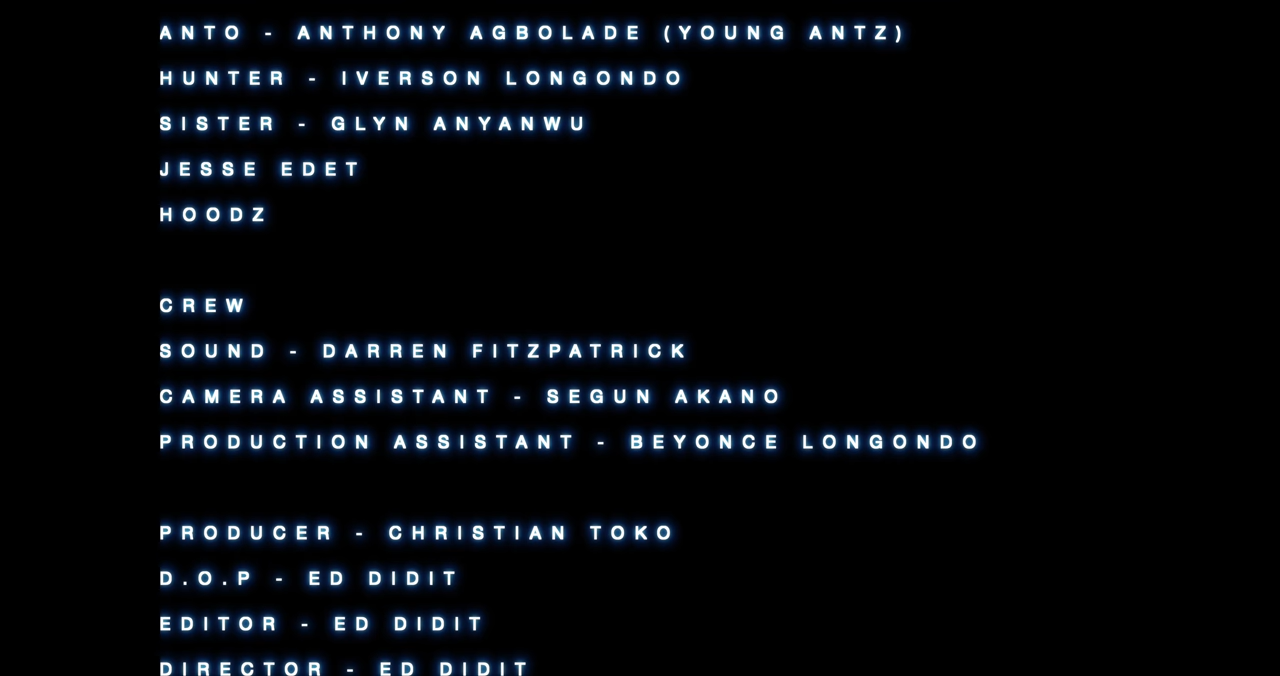 ANTO - ANTHONY AGBOLADE (YOUNG ANTZ)
HUNTER - IVERSON LONGONDO
SISTER - GLYN ANYANWU
JESSE EDET
HOODZ
CREW
SOUND - DARREN FITZPATRICK
CAMERA ASSISTANT - SEGUN AKANO
PRODUCTION ASSISTANT - BEYONCE LONGONDO
PRODUCER - CHRISTIAN TOKO
D.O.P - ED DIDIT
EDITOR - ED DIDIT
DIRECTOR - ED DIDIT